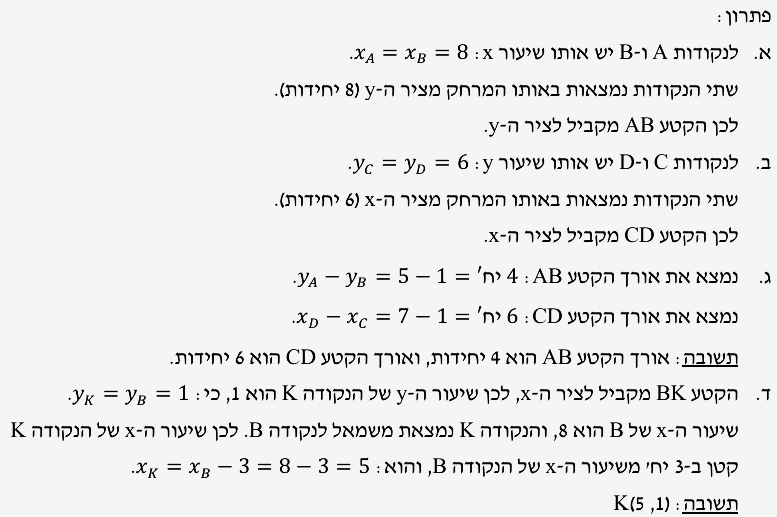 פתרון:
א. לנקודות A ו-B יש אותו שיעור x: x_A = x_B = 8.
שתי הנקודות נמצאות באותו המרחק מציר ה-y (8 יחידות).
לכן הקטע AB מקביל לציר ה-y.
ב. לנקודות C ו-D יש אותו שיעור y: y_C = y_D = 6.
שתי הנקודות נמצאות באותו המרחק מציר ה-x (6 יחידות).
לכן הקטע CD מקביל לציר ה-x.
ג. נמצא את אורך הקטע AB: 4 יח' = y_A − y_B = 5 − 1.
נמצא את אורך הקטע CD: 6 יח' = x_D − x_C = 7 − 1.
תשובה: אורך הקטע AB הוא 4 יחידות, ואורך הקטע CD הוא 6 יחידות.
ד. הקטע BK מקביל לציר ה-x, לכן שיעור ה-y של הנקודה K הוא 1, כי: y_K = y_B = 1.
שיעור ה-x של B הוא 8, והנקודה K נמצאת משמאל לנקודה B. לכן שיעור ה-x של הנקודה K
קטן ב-3 יח' משיעור ה-x של הנקודה B, והוא: x_K = x_B − 3 = 8 − 3 = 5.
תשובה: K(5 ,1)